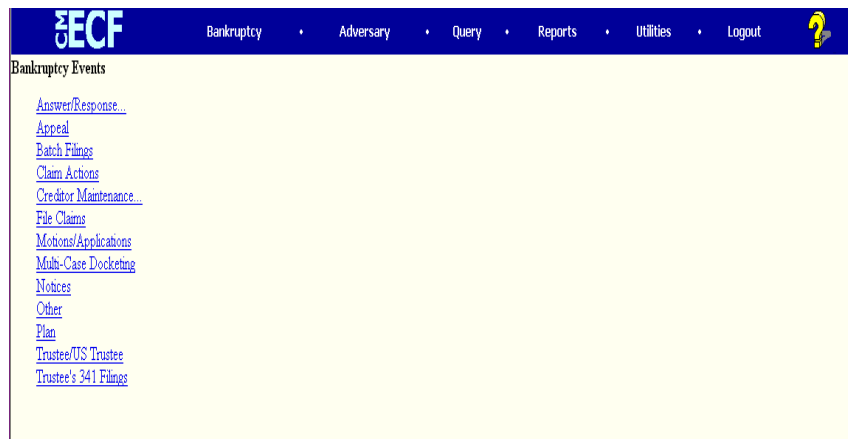 CM ECF Bankruptcy • Adversary • Query • Reports • Utilities • Logout ?
Bankruptcy Events
Answer/Response...
Appeal
Batch Filings
Claim Actions
Creditor Maintenance...
File Claims
Motions/Applications
Multi-Case Docketing
Notices
Other
Plan
Trustee/US Trustee
Trustee's 341 Filings